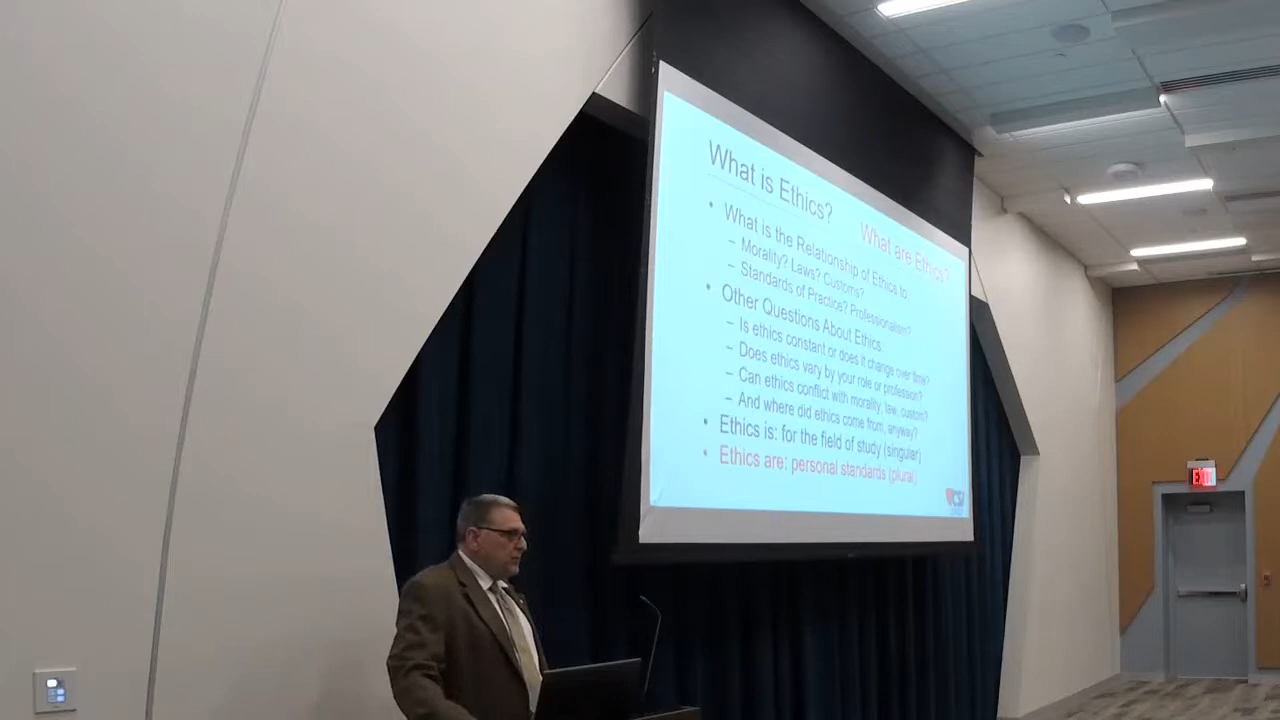 What is Ethics?
What are Ethics?
• What is the Relationship of Ethics to:
– Morality? Laws? Customs?
– Standards of Practice? Professionalism?
• Other Questions About Ethics
– Is ethics constant or does it change over time?
– Does ethics vary by your role or profession?
– Can ethics conflict with morality, law, custom?
– And where did ethics come from, anyway?
• Ethics is: for the field of study (singular)
• Ethics are: personal standards (plural)
CSI
EXIT